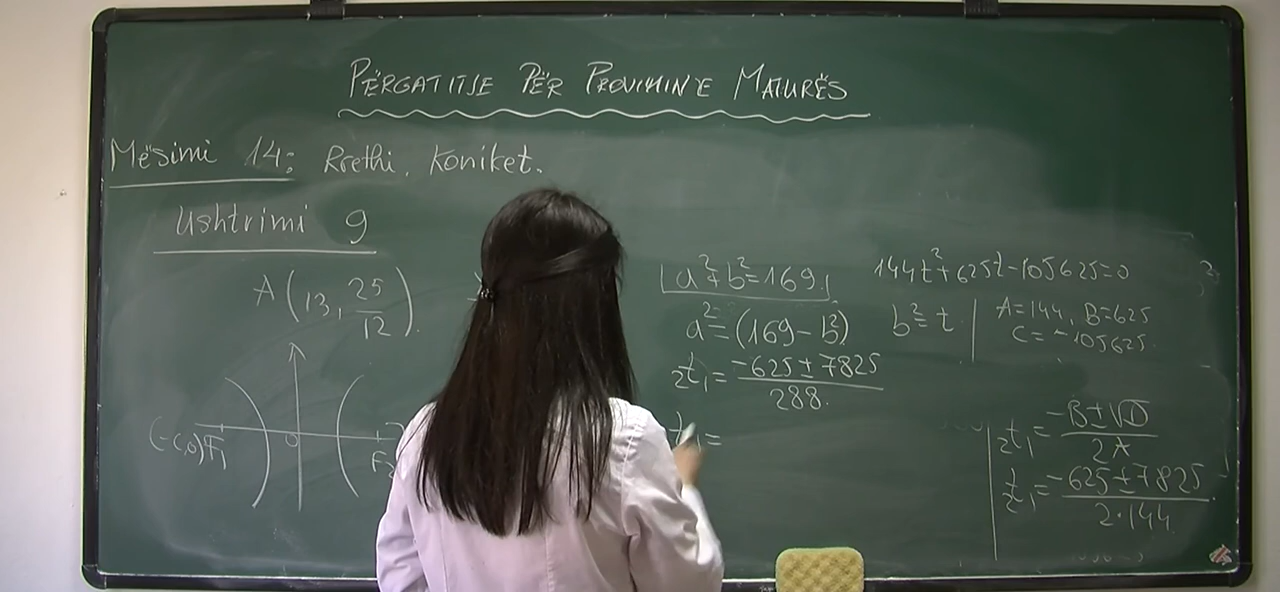 PËRGATITJE PËR PROVIMIN E MATURËS
Mësimi 14: Rrethi, Koniket.
Ushtrimi 9
A(13, 25/12).
(-c,0) F₁
O
F₂
|a²+b²=169|
a²=(169-b²)
₂t₁=(-625±7825)/288.
t₁=
144t²+625t-105625=0
b²=t | A=144, B=625
C=-105625.
₂t₁=(-B±√D)/2A
₂t₁=(-625±7825)/2·144